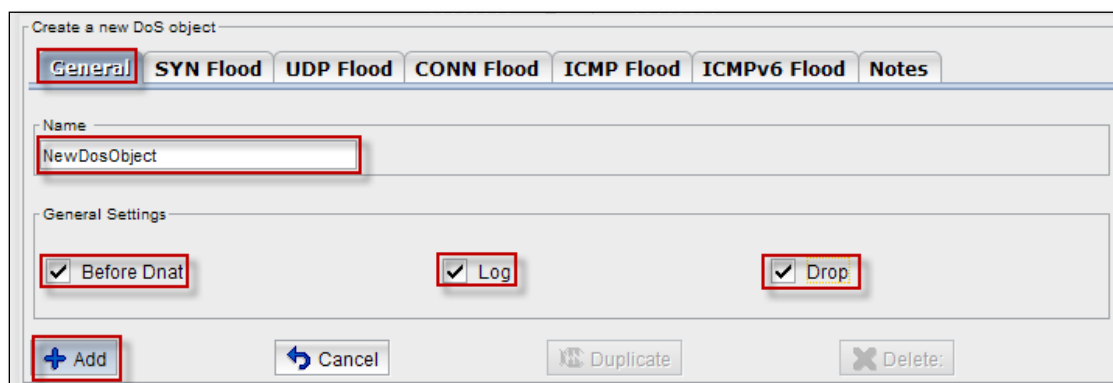 Create a new DoS object
General SYN Flood UDP Flood CONN Flood ICMP Flood ICMPv6 Flood Notes
Name
NewDosObject
General Settings
Before Dnat Log Drop
Add Cancel Duplicate Delete: